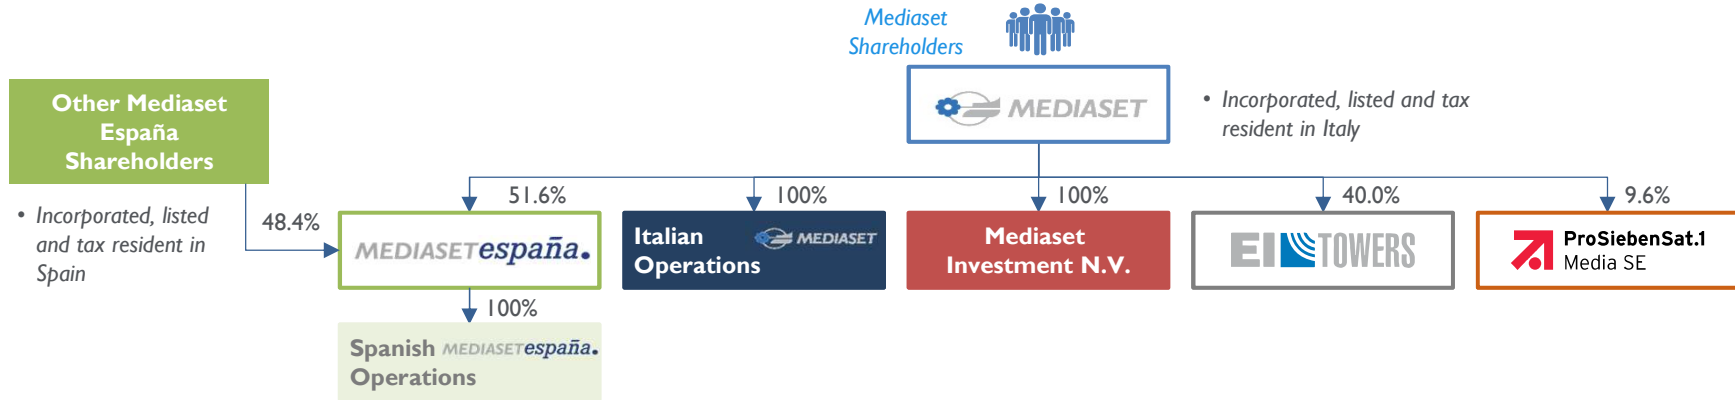 Mediaset
Shareholders
MEDIASET
• Incorporated, listed and tax
resident in Italy
Other Mediaset
España
Shareholders
• Incorporated, listed
and tax resident in
Spain
48.4%
51.6%
100%
100%
40.0%
9.6%
MEDIASETespaña.
Italian MEDIASET
Operations
Mediaset
Investment N.V.
EI TOWERS
ProSiebenSat.1
Media SE
100%
Spanish MEDIASETespaña.
Operations